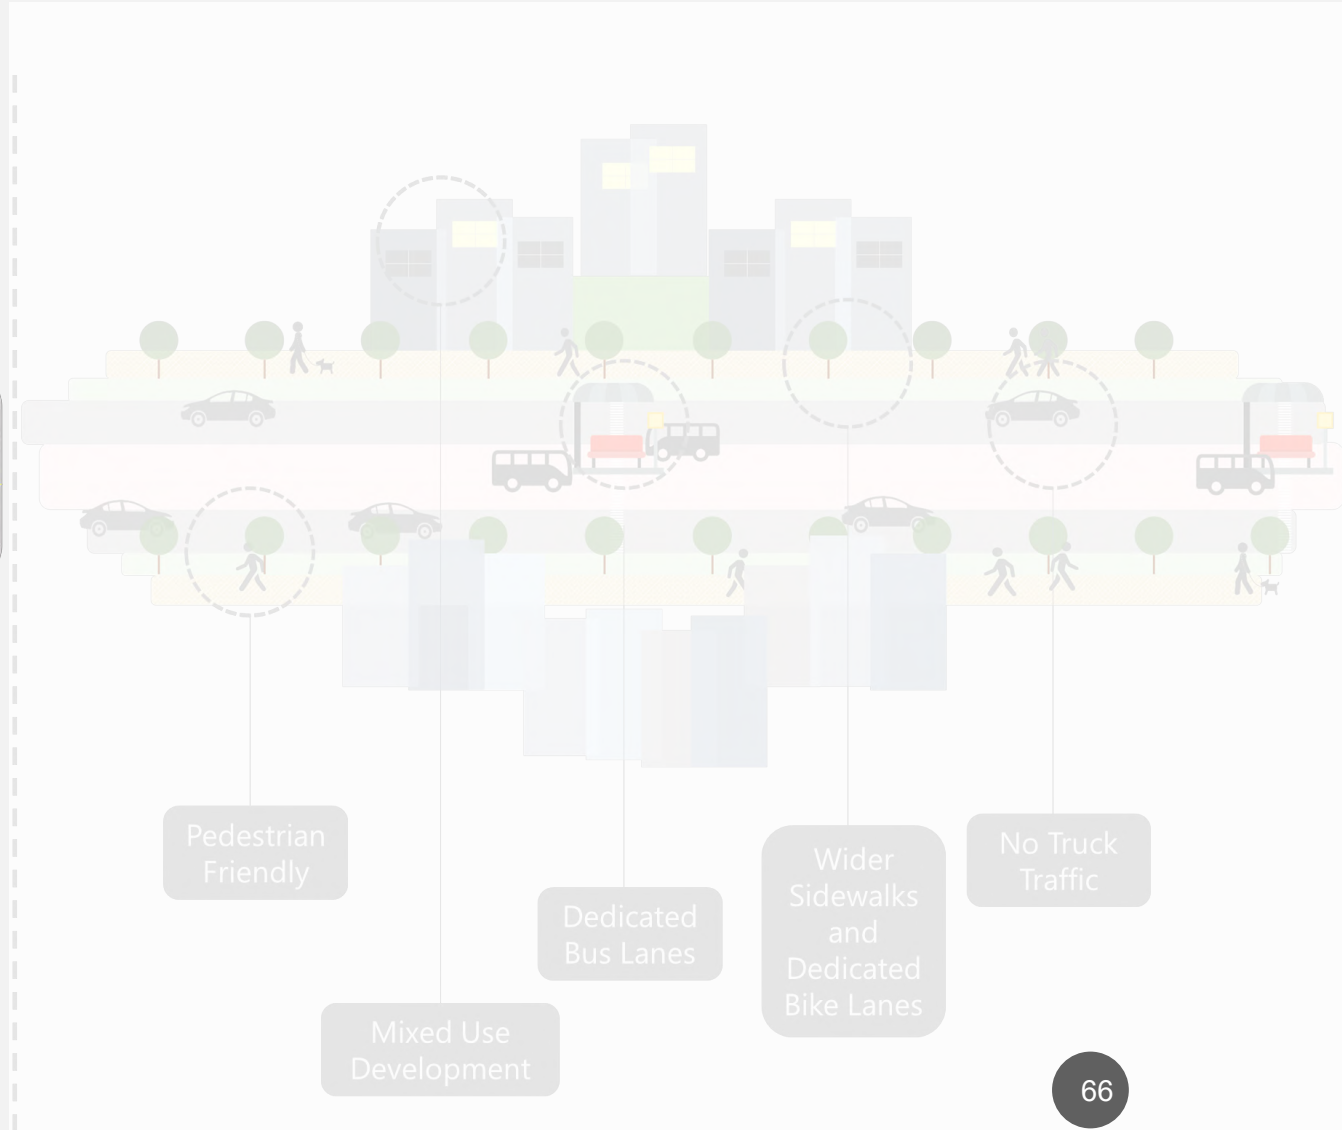 Pedestrian
Friendly
Mixed Use
Development
Dedicated
Bus Lanes
Wider
Sidewalks
and
Dedicated
Bike Lanes
No Truck
Traffic
66